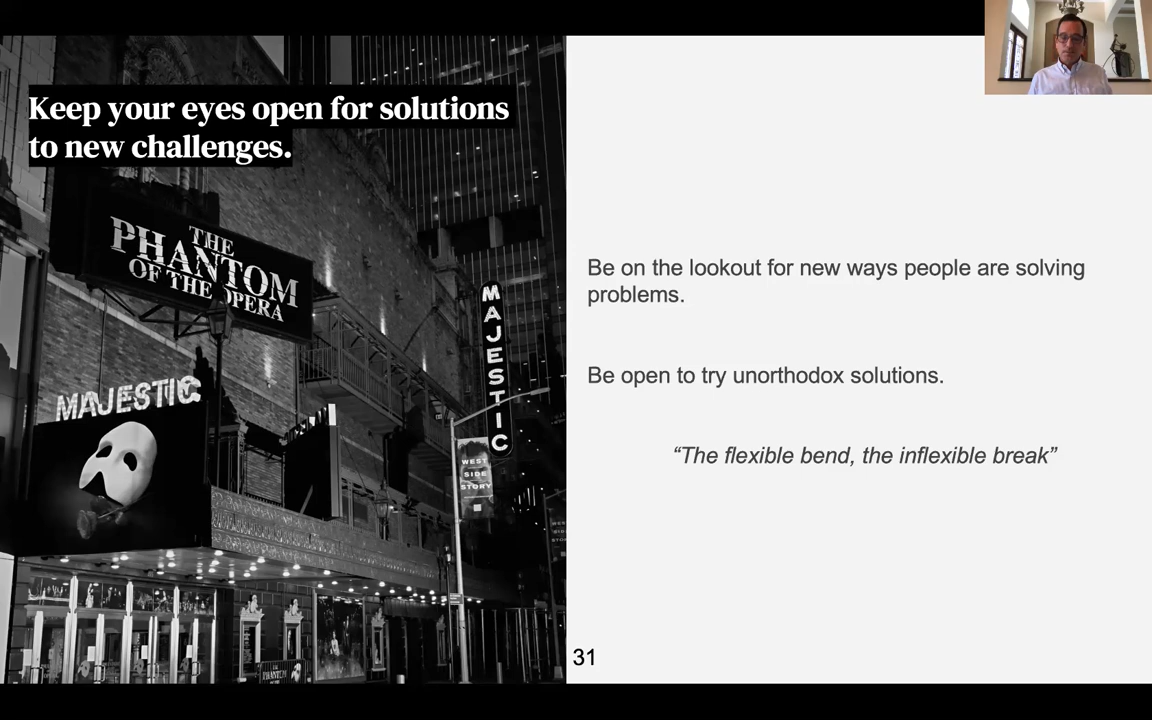 Keep your eyes open for solutions
to new challenges.
THE
PHANTOM
OF THE OPERA
MAJESTIC
MAJESTIC
WEST
SIDE
STORY
Be on the lookout for new ways people are solving
problems.
Be open to try unorthodox solutions.
“The flexible bend, the inflexible break”
31